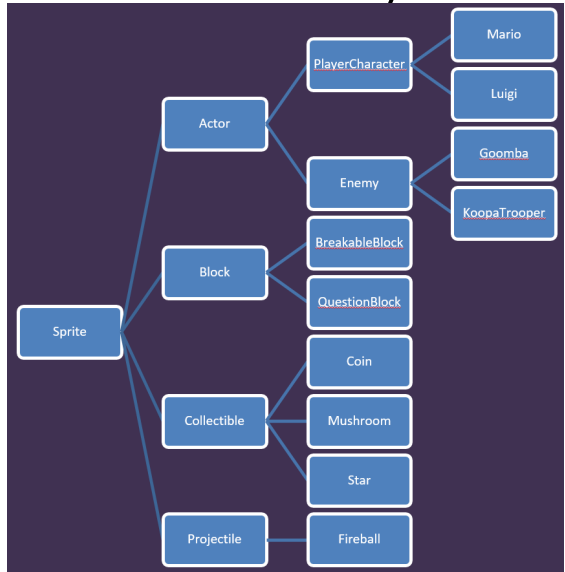 Mario
PlayerCharacter
Luigi
Actor
Goomba
Enemy
KoopaTrooper
BreakableBlock
Block
QuestionBlock
Sprite
Coin
Collectible
Mushroom
Star
Projectile
Fireball